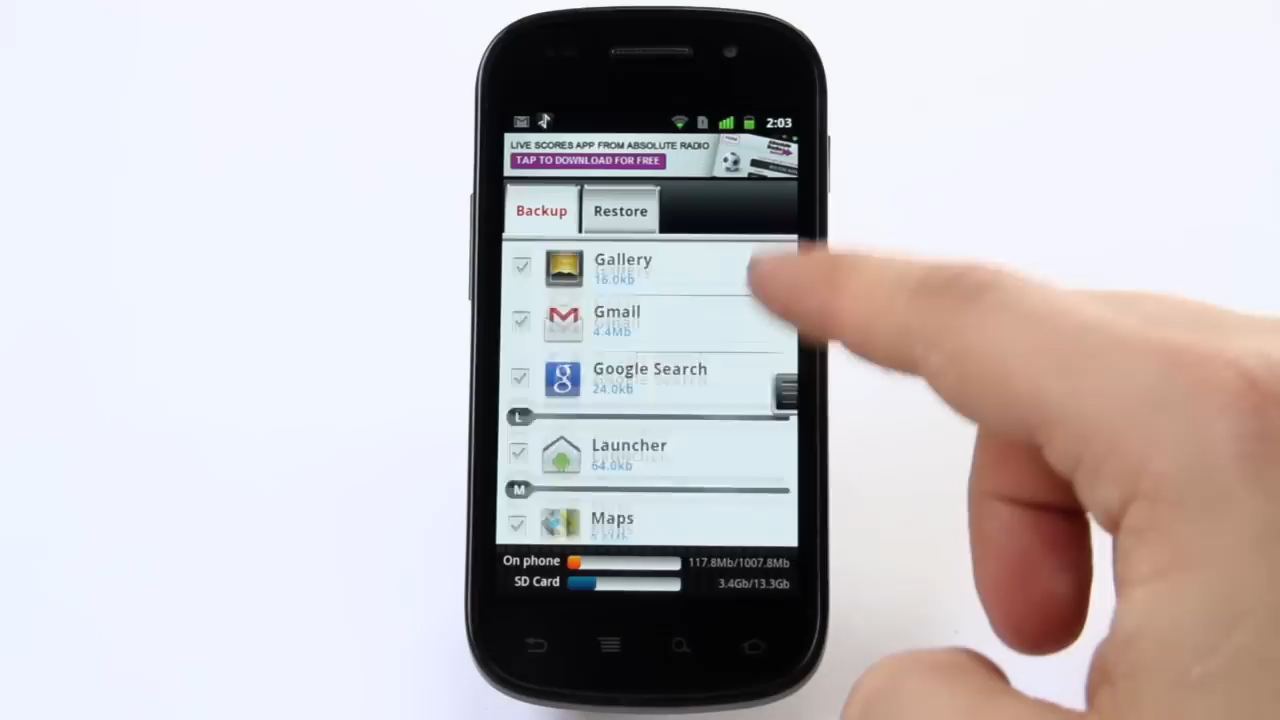 2:03
LIVE SCORES APP FROM ABSOLUTE RADIO
TAP TO DOWNLOAD FOR FREE
Backup Restore
Gallery
16.0kb
Gmail
4.4Mb
Google Search
24.0kb
L
Launcher
64.0kb
M
Maps
On phone 117.8Mb/1007.8Mb
SD Card 3.4Gb/13.3Gb